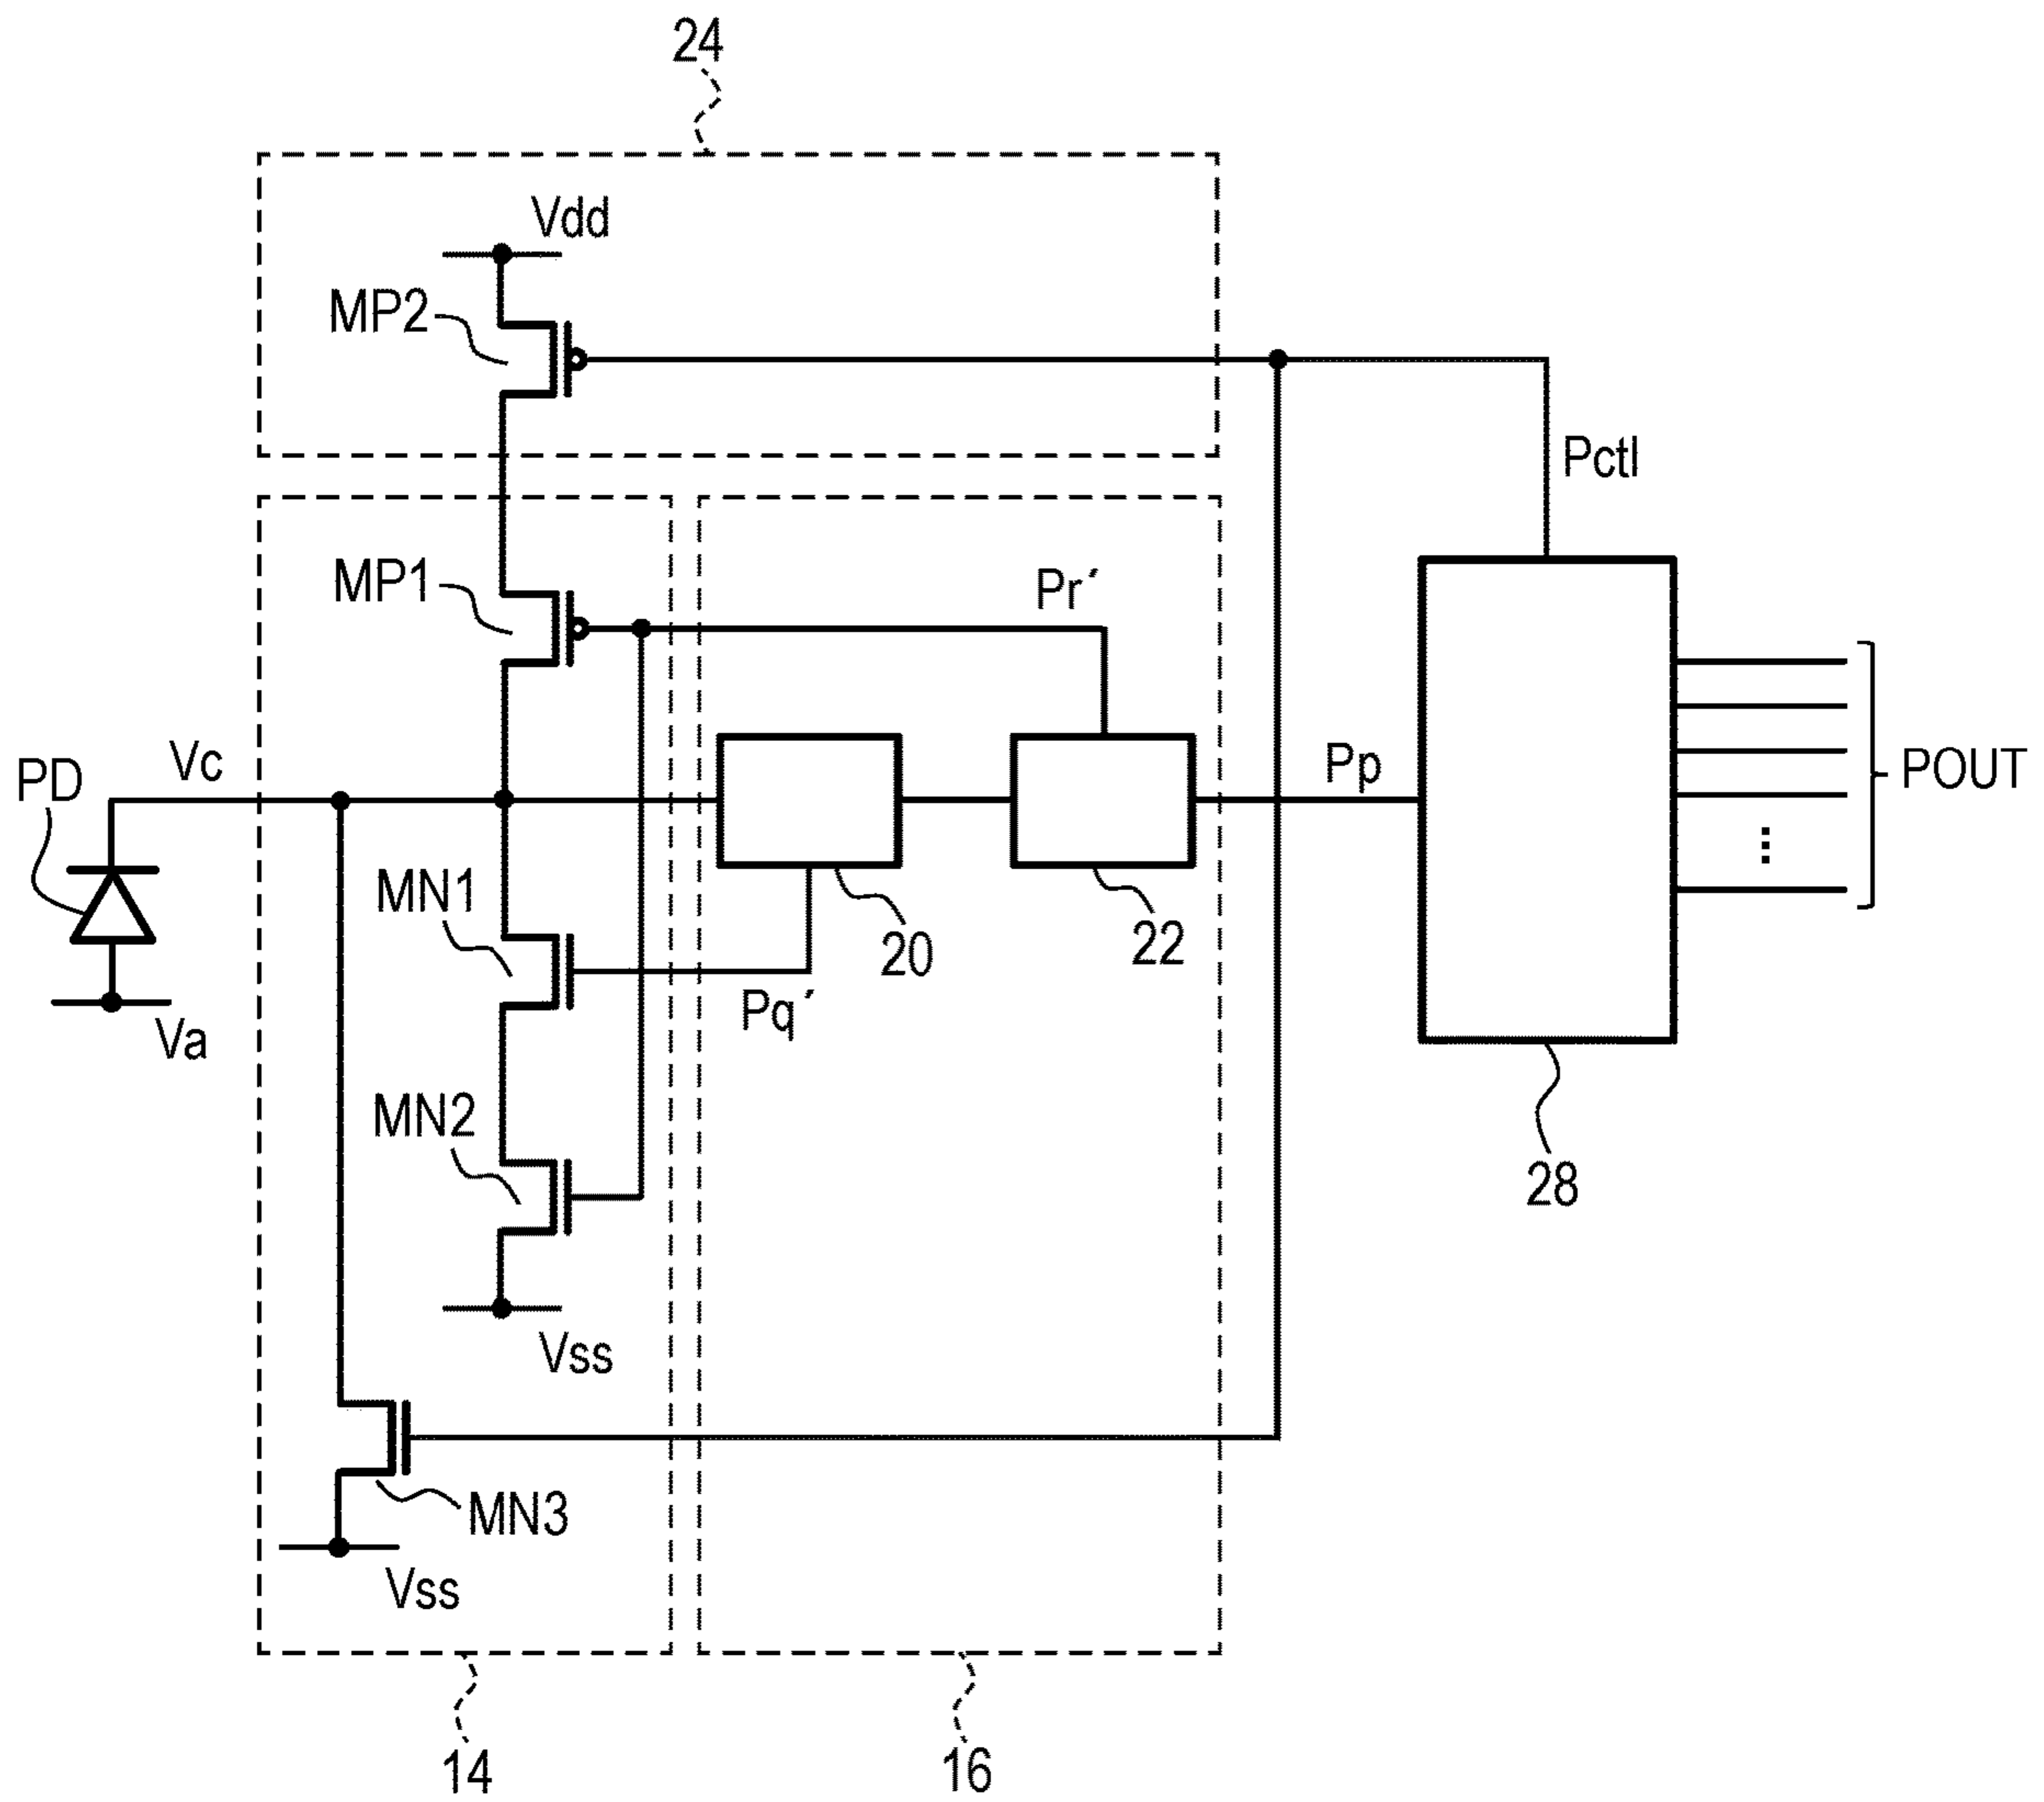 24
Vdd
MP2
Pctl
MP1
Pr´
Vc
PD
Pp
POUT
MN1
20
22
Pq´
Va
MN2
28
Vss
MN3
Vss
14
16